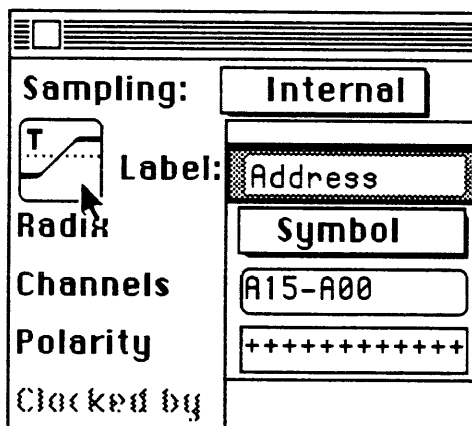 Sampling: Internal
T
Label: Address
Radix Symbol
Channels A15-A00
Polarity ++++++++++++
Clocked by